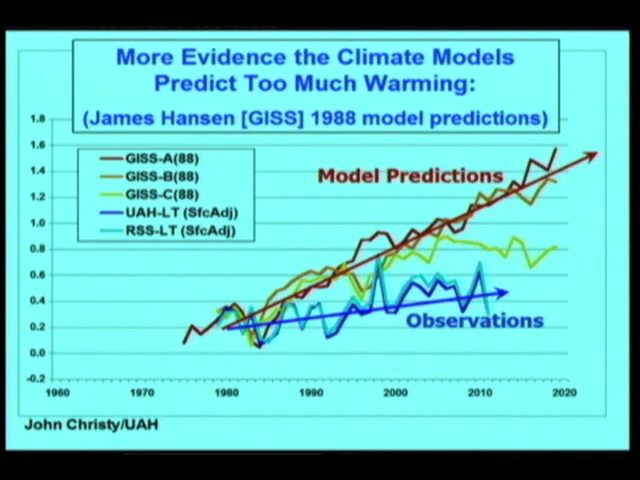 More Evidence the Climate Models
Predict Too Much Warming:
(James Hansen [GISS] 1988 model predictions)
1.8
1.6
1.4
1.2
1.0
0.8
0.6
0.4
0.2
0.0
-0.2
GISS-A(88)
GISS-B(88)
GISS-C(88)
UAH-LT (SfcAdj)
RSS-LT (SfcAdj)
Model Predictions
Observations
1960 1970 1980 1990 2000 2010 2020
John Christy/UAH